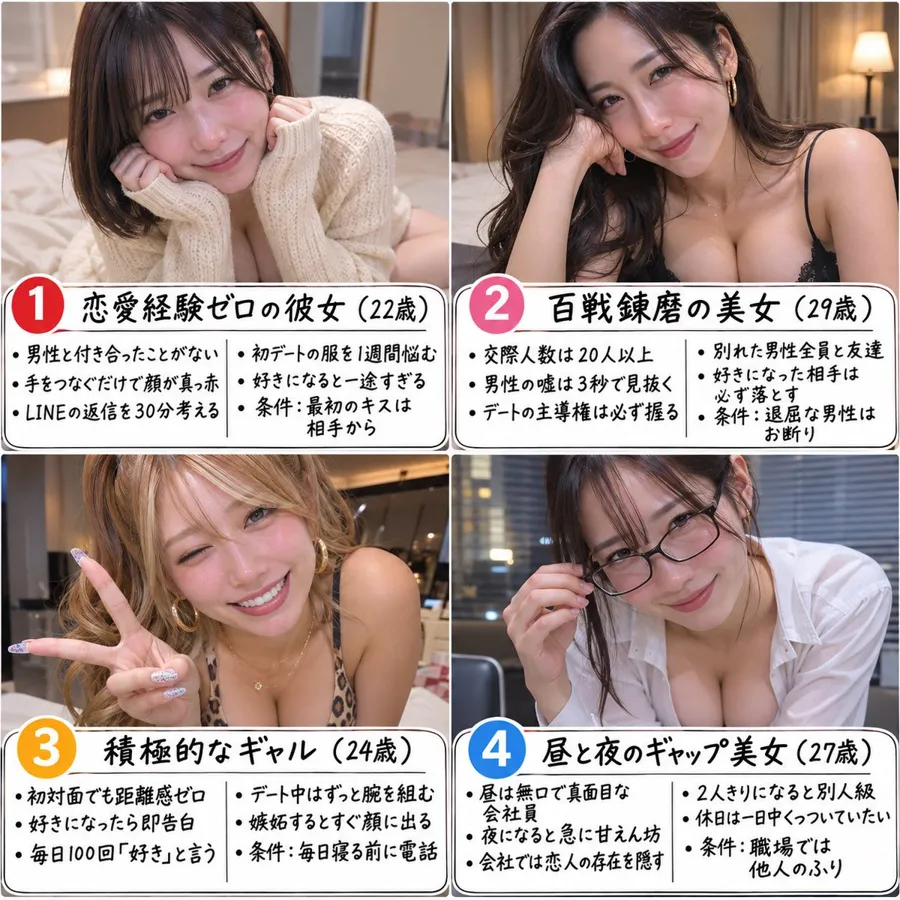 1 恋愛経験ゼロの彼女（22歳）
・男性と付き合ったことがない
・手をつなぐだけで顔が真っ赤
・LINEの返信を30分考える
・初デートの服を1週間悩む
・好きになると一途すぎる
・条件：最初のキスは
相手から
2 百戦錬磨の美女（29歳）
・交際人数は20人以上
・男性の嘘は3秒で見抜く
・デートの主導権は必ず握る
・別れた男性全員と友達
・好きになった相手は
必ず落とす
・条件：退屈な男性は
お断り
3 積極的なギャル（24歳）
・初対面でも距離感ゼロ
・好きになったら即告白
・毎日100回「好き」と言う
・デート中はずっと腕を組む
・嫉妬するとすぐ顔に出る
・条件：毎日寝る前に電話
4 昼と夜のギャップ美女（27歳）
・昼は無口で真面目な
会社員
・夜になると急に甘えん坊
・会社では恋人の存在を隠す
・2人きりになると別人級
・休日は一日中くっついていたい
・条件：職場では
他人のふり